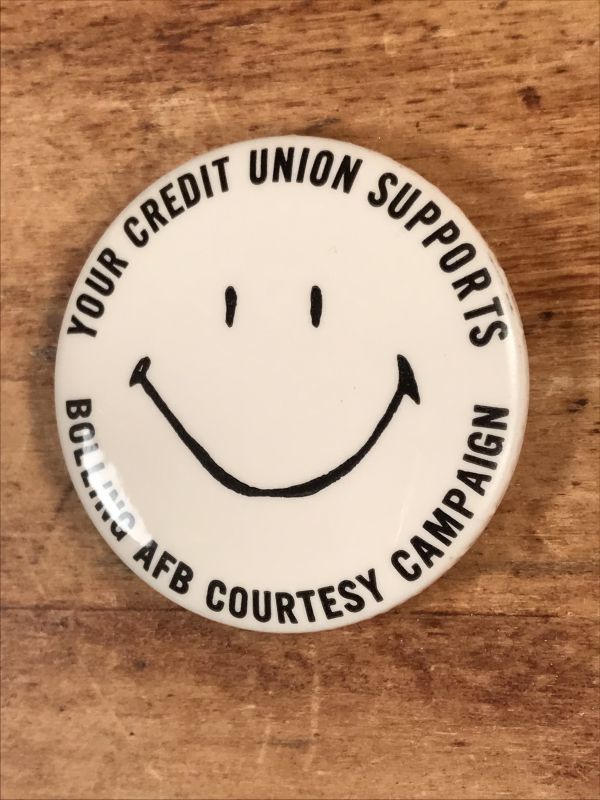 YOUR CREDIT UNION SUPPORTS
BOLLING AFB COURTESY CAMPAIGN